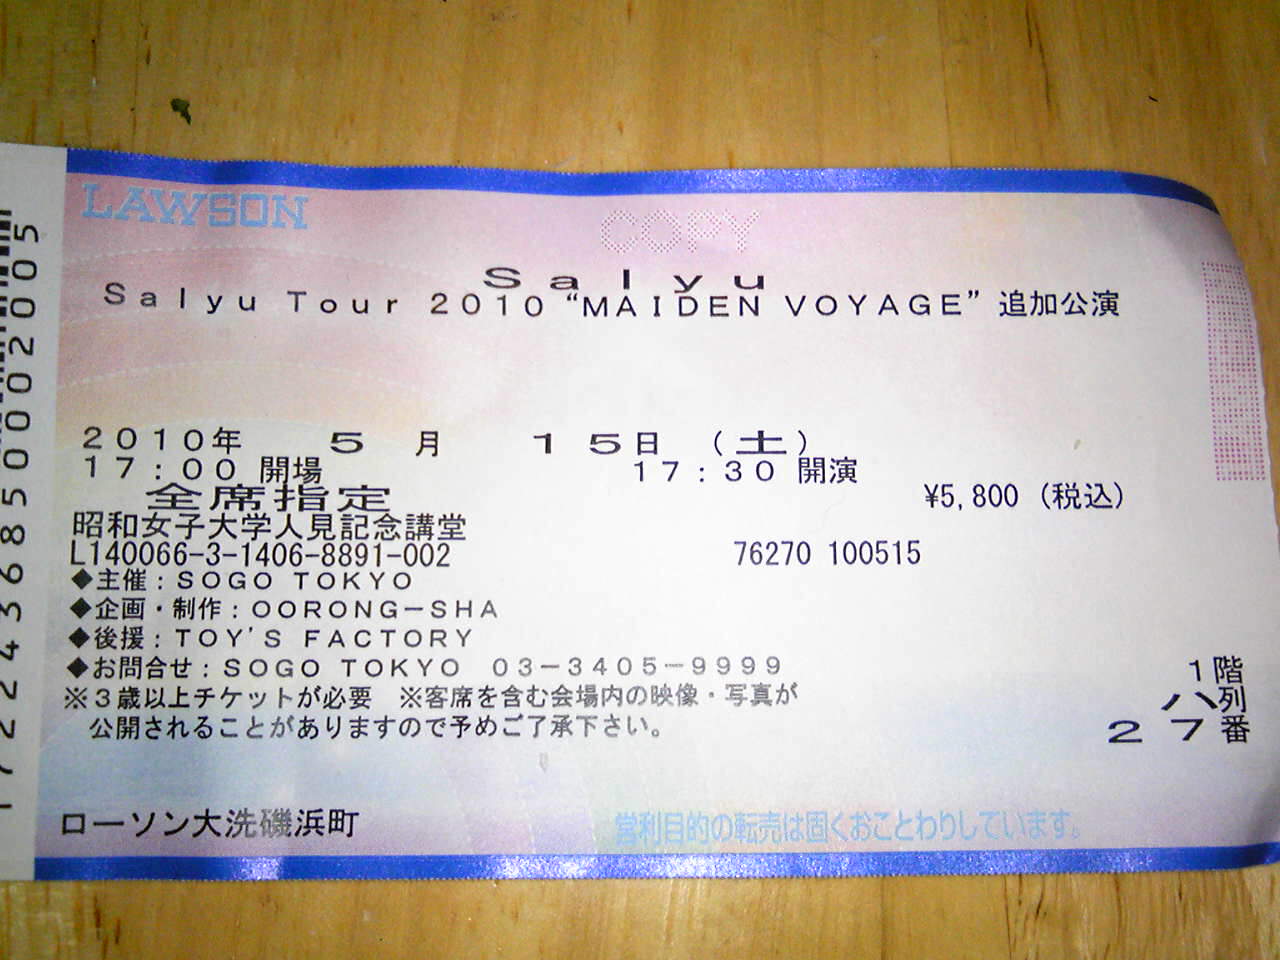 LAWSON
COPY
Salyu
Salyu Tour 2010 “MAIDEN VOYAGE” 追加公演
2010年 5 月 15日 (土)
17:00 開場 17:30 開演
全席指定 ¥5,800 (税込)
昭和女子大学人見記念講堂
L140066-3-1406-8891-002 76270 100515
◆主催:SOGO TOKYO
◆企画・制作:OORONG-SHA
◆後援:TOY'S FACTORY
◆お問合せ:SOGO TOKYO 03-3405-9999
※3歳以上チケットが必要 ※客席を含む会場内の映像・写真が
公開されることがありますので予めご了承下さい。
1階
ハ列
27番
ローソン大洗磯浜町
営利目的の転売は固くおことわりしています。